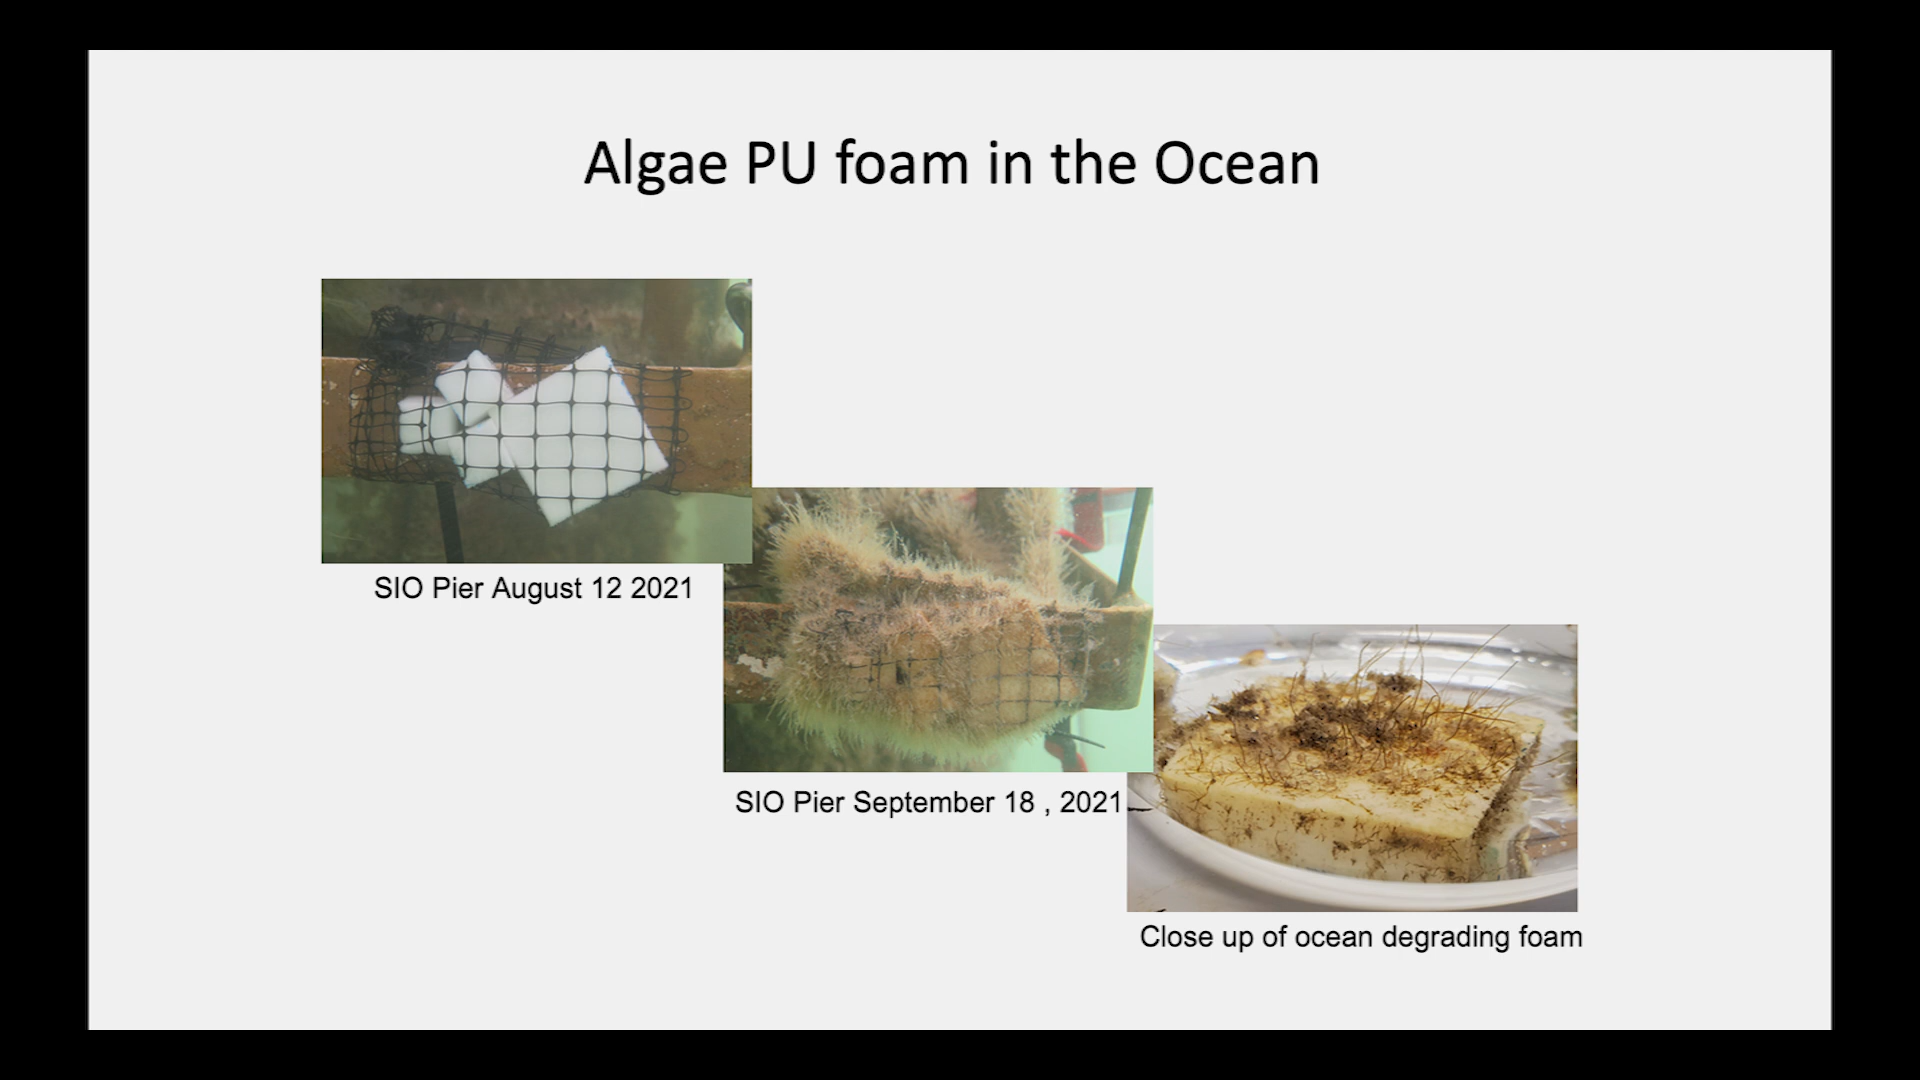 Algae PU foam in the Ocean
SIO Pier August 12 2021
SIO Pier September 18 , 2021
Close up of ocean degrading foam